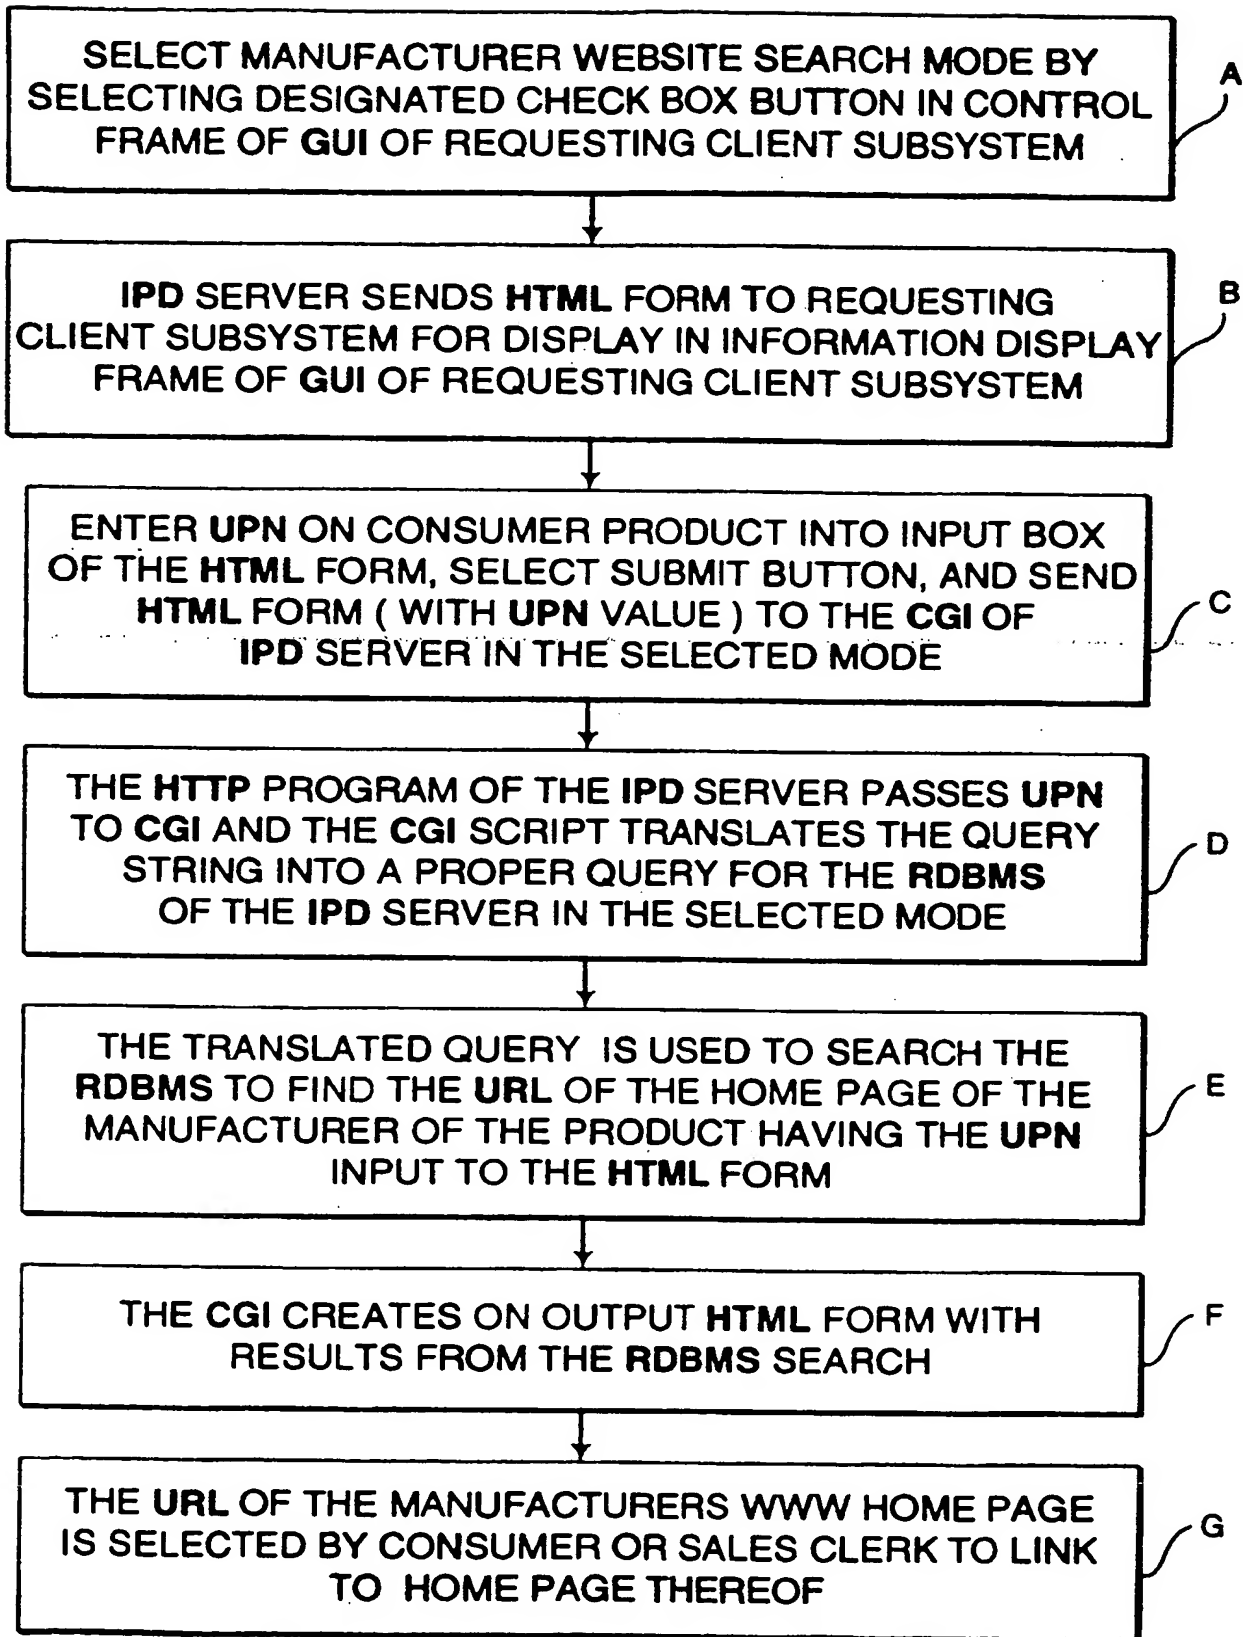 SELECT MANUFACTURER WEBSITE SEARCH MODE BY
SELECTING DESIGNATED CHECK BOX BUTTON IN CONTROL
FRAME OF GUI OF REQUESTING CLIENT SUBSYSTEM
A
IPD SERVER SENDS HTML FORM TO REQUESTING
CLIENT SUBSYSTEM FOR DISPLAY IN INFORMATION DISPLAY
FRAME OF GUI OF REQUESTING CLIENT SUBSYSTEM
B
ENTER UPN ON CONSUMER PRODUCT INTO INPUT BOX
OF THE HTML FORM, SELECT SUBMIT BUTTON, AND SEND
HTML FORM ( WITH UPN VALUE ) TO THE CGI OF
IPD SERVER IN THE SELECTED MODE
C
THE HTTP PROGRAM OF THE IPD SERVER PASSES UPN
TO CGI AND THE CGI SCRIPT TRANSLATES THE QUERY
STRING INTO A PROPER QUERY FOR THE RDBMS
OF THE IPD SERVER IN THE SELECTED MODE
D
THE TRANSLATED QUERY IS USED TO SEARCH THE
RDBMS TO FIND THE URL OF THE HOME PAGE OF THE
MANUFACTURER OF THE PRODUCT HAVING THE UPN
INPUT TO THE HTML FORM
E
THE CGI CREATES ON OUTPUT HTML FORM WITH
RESULTS FROM THE RDBMS SEARCH
F
THE URL OF THE MANUFACTURERS WWW HOME PAGE
IS SELECTED BY CONSUMER OR SALES CLERK TO LINK
TO HOME PAGE THEREOF
G